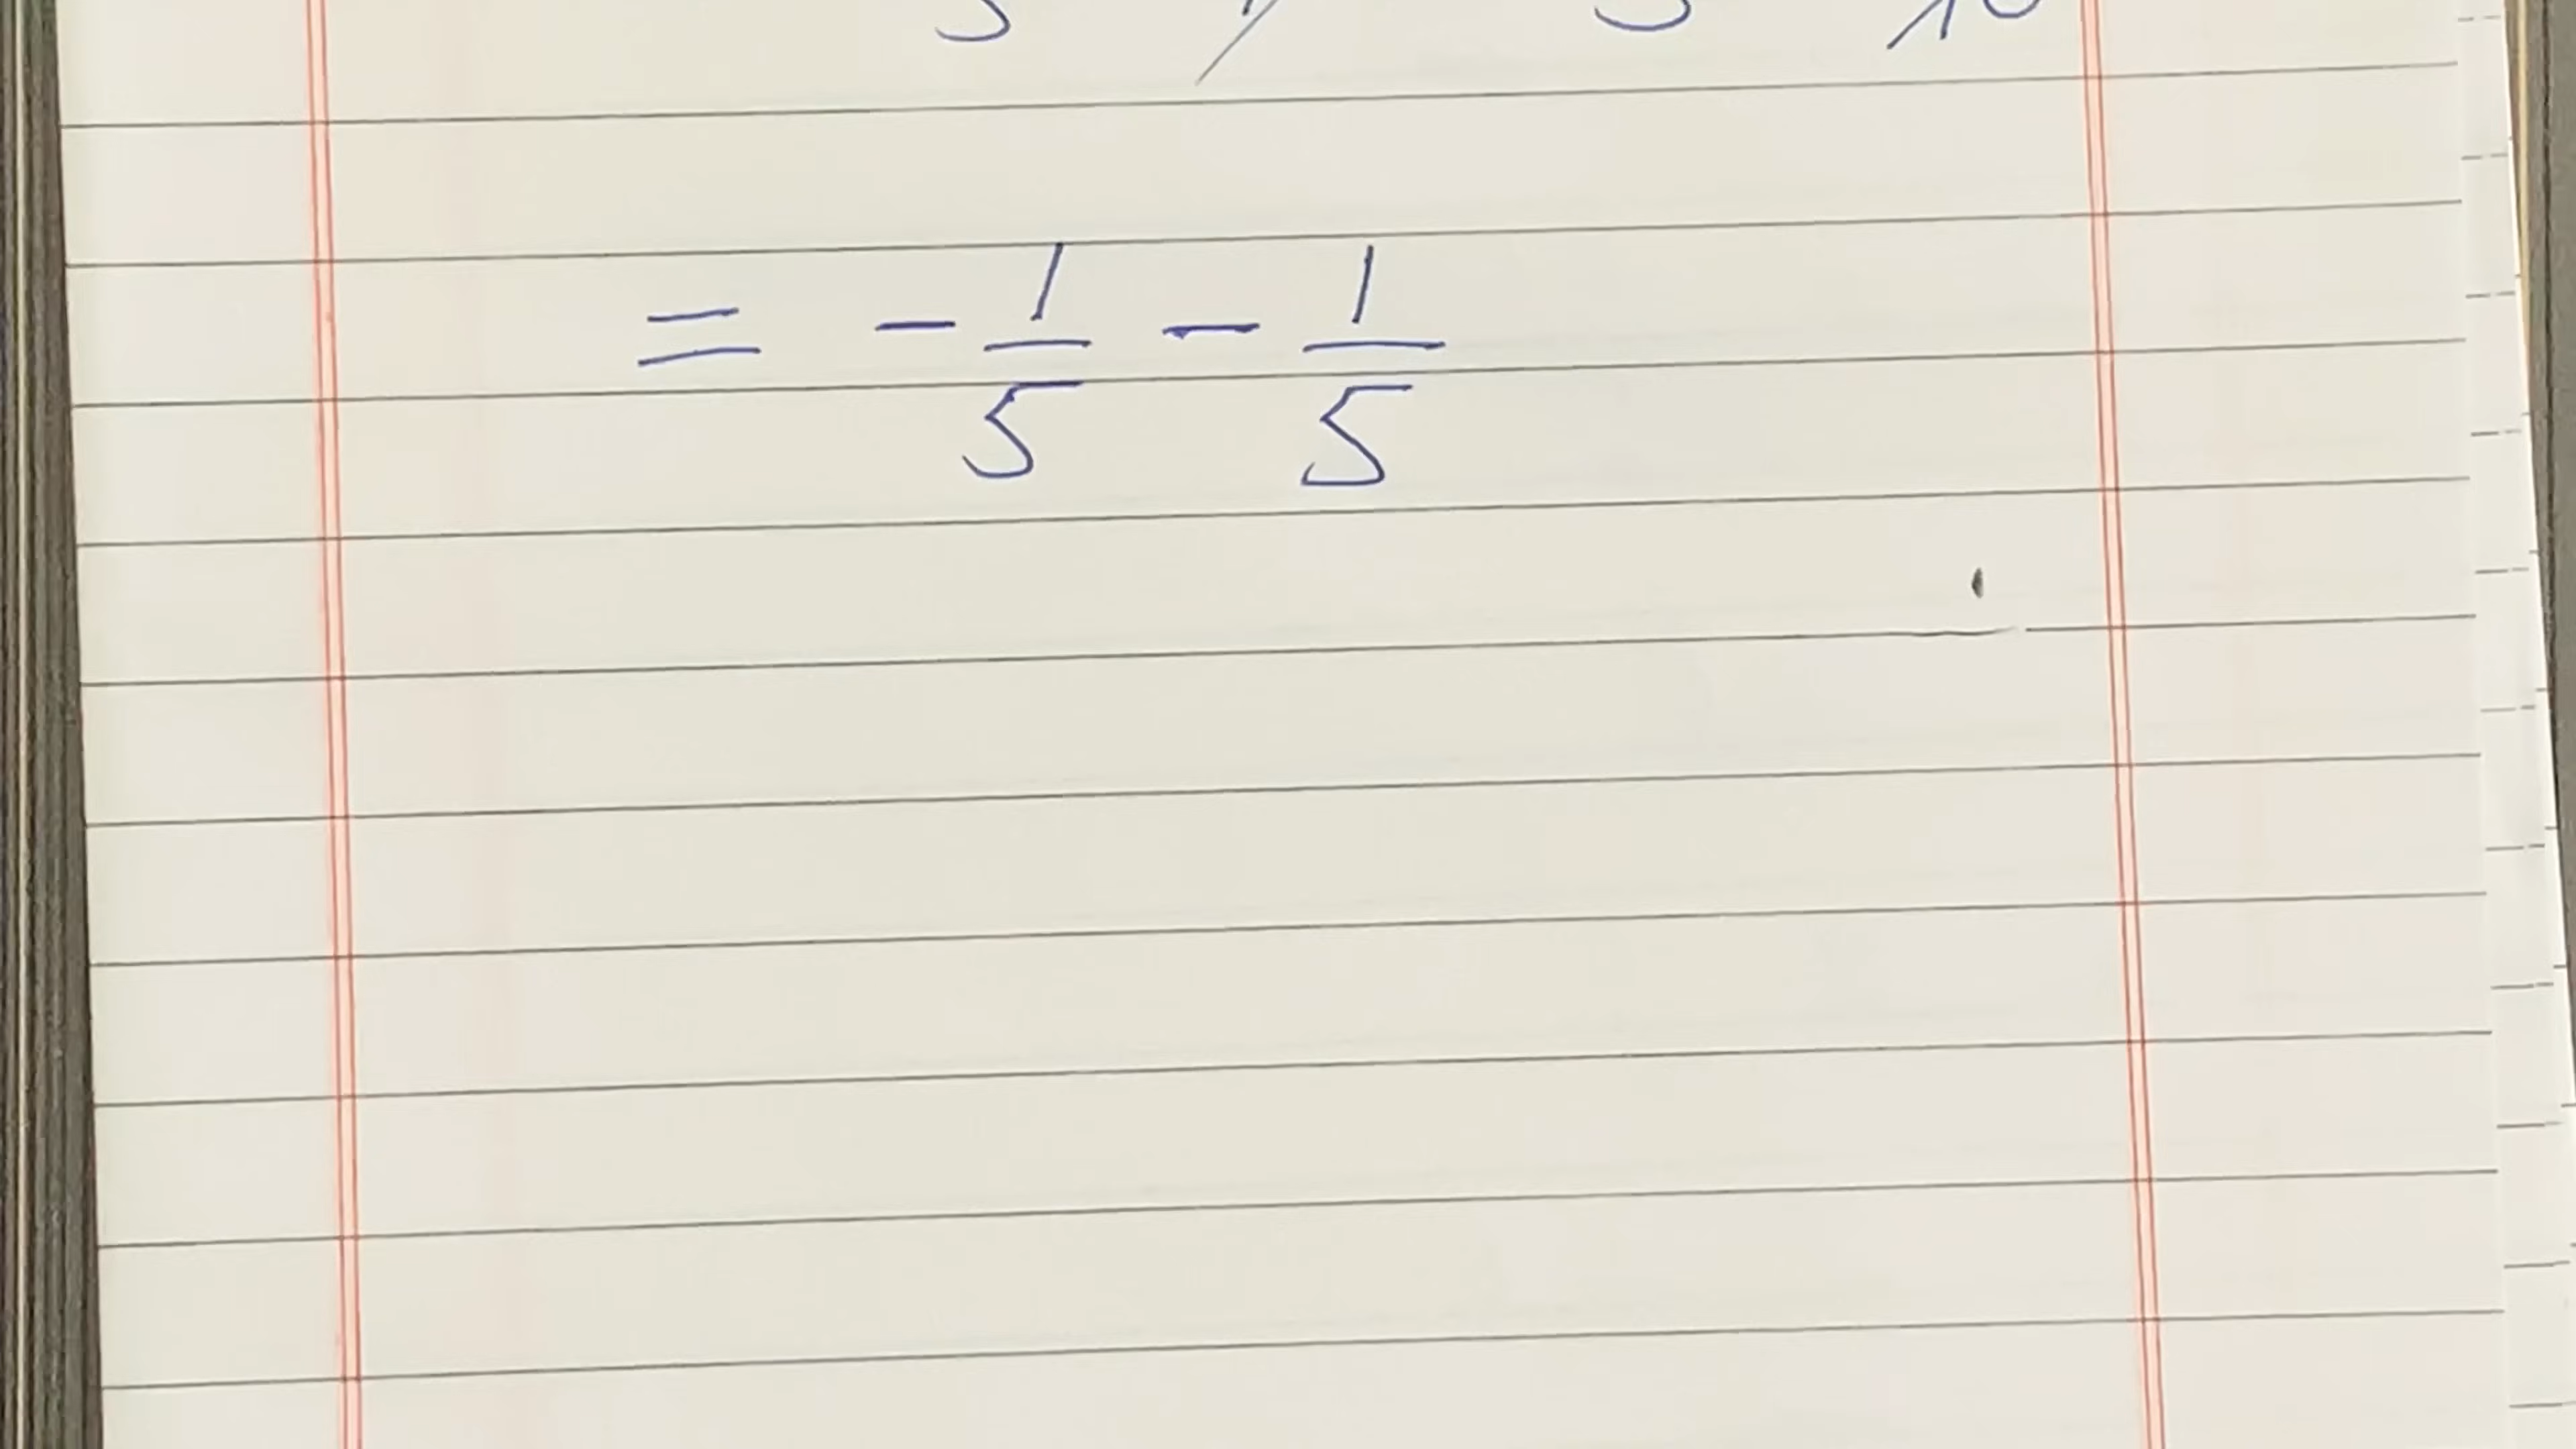 = - 1/5 - 1/5